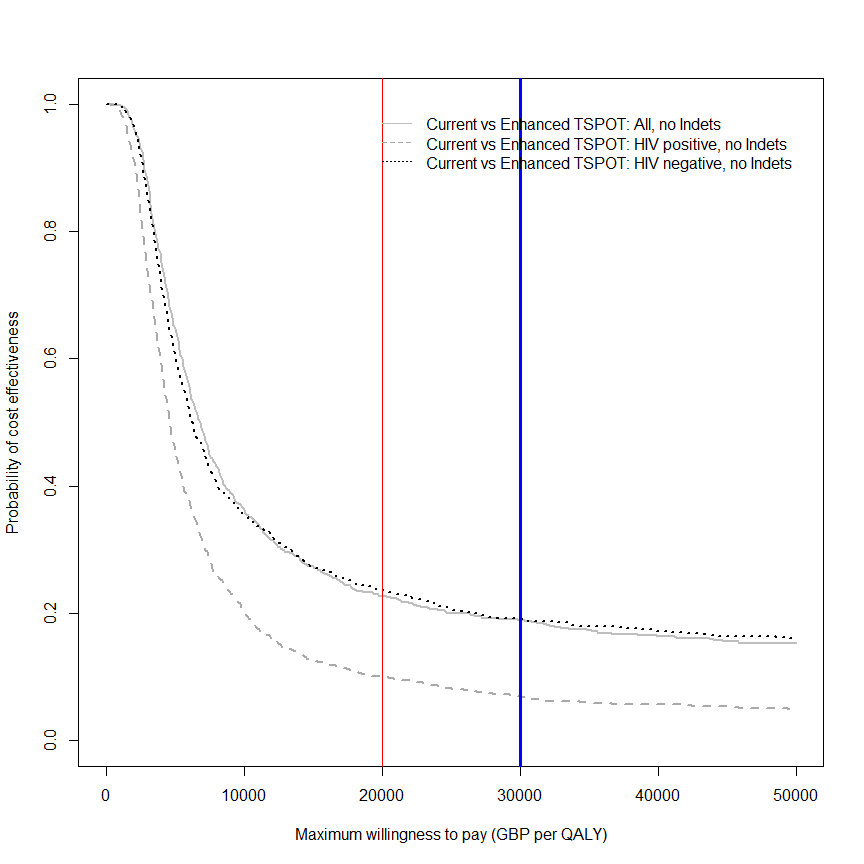 Current vs Enhanced TSPOT: All, no Indets
Current vs Enhanced TSPOT: HIV positive, no Indets
Current vs Enhanced TSPOT: HIV negative, no Indets
Probability of cost effectiveness
1.0
0.8
0.6
0.4
0.2
0.0
0 10000 20000 30000 40000 50000
Maximum willingness to pay (GBP per QALY)